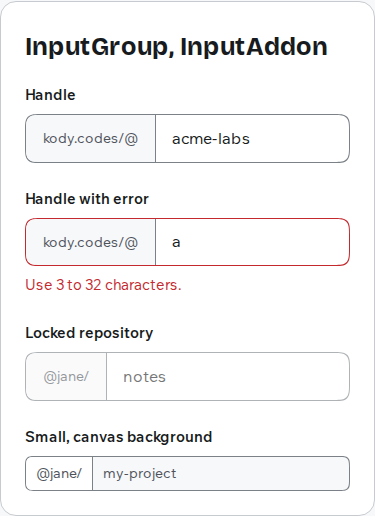 InputGroup, InputAddon
Handle
kody.codes/@ acme-labs
Handle with error
kody.codes/@ a
Use 3 to 32 characters.
Locked repository
@jane/ notes
Small, canvas background
@jane/ my-project